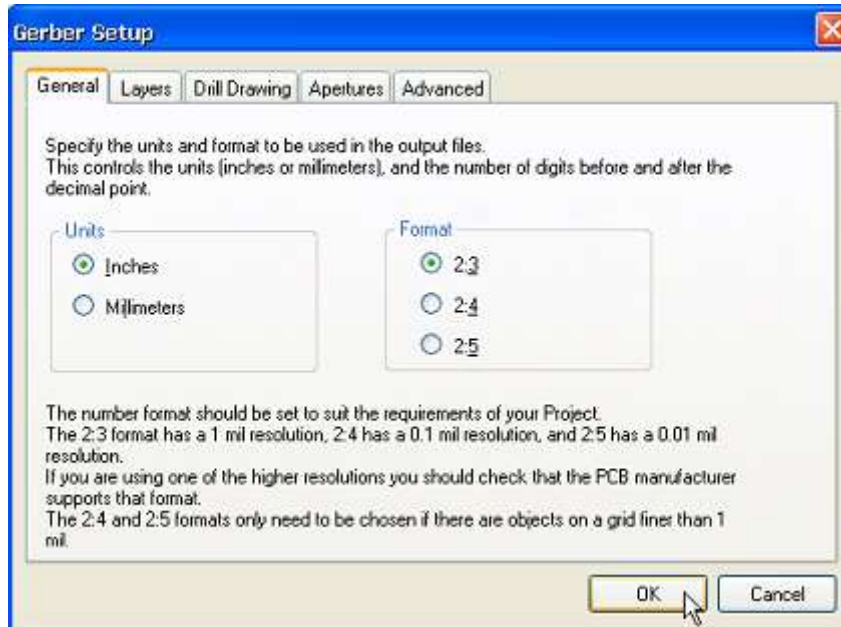 Gerber Setup
General Layers Drill Drawing Apertures Advanced
Specify the units and format to be used in the output files.
This controls the units (inches or millimeters), and the number of digits before and after the
decimal point.
Units Format
Inches 2:3
Millimeters 2:4
2:5
The number format should be set to suit the requirements of your Project.
The 2:3 format has a 1 mil resolution, 2:4 has a 0.1 mil resolution, and 2:5 has a 0.01 mil
resolution.
If you are using one of the higher resolutions you should check that the PCB manufacturer
supports that format.
The 2:4 and 2:5 formats only need to be chosen if there are objects on a grid finer than 1
mil.
OK Cancel